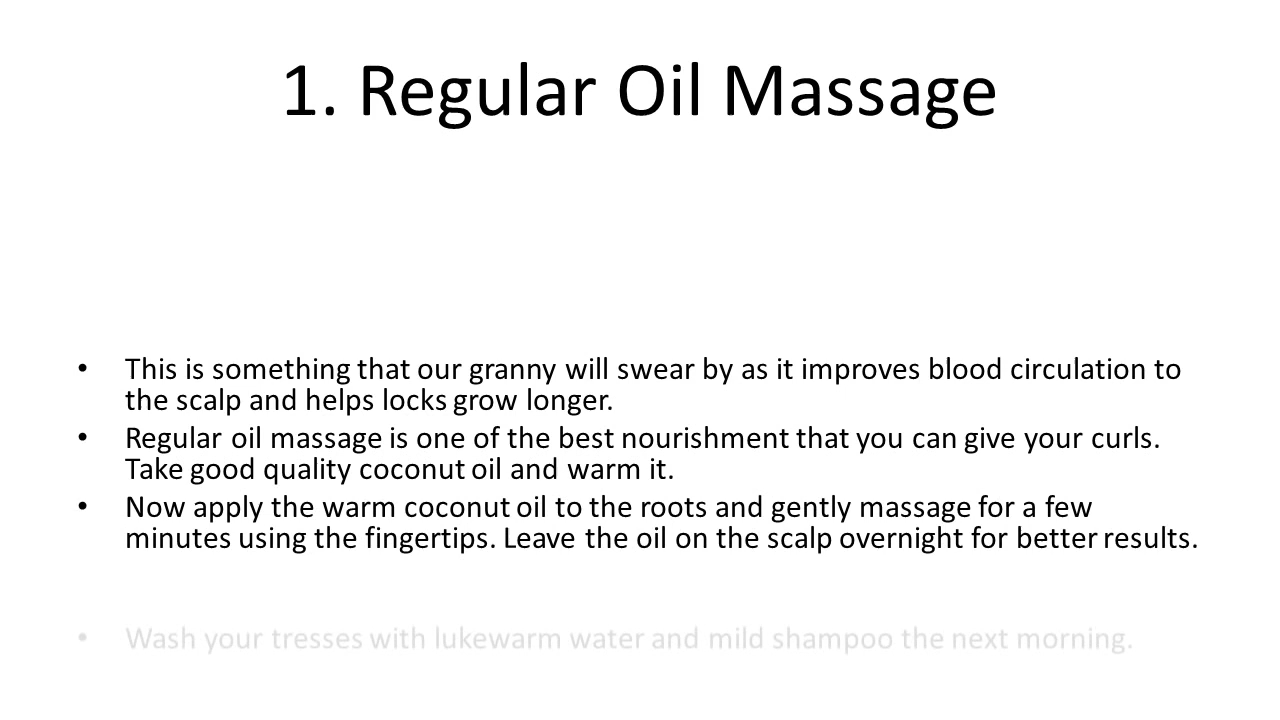 1. Regular Oil Massage
• This is something that our granny will swear by as it improves blood circulation to
the scalp and helps locks grow longer.
• Regular oil massage is one of the best nourishment that you can give your curls.
Take good quality coconut oil and warm it.
• Now apply the warm coconut oil to the roots and gently massage for a few
minutes using the fingertips. Leave the oil on the scalp overnight for better results.
• Wash your tresses with lukewarm water and mild shampoo the next morning.